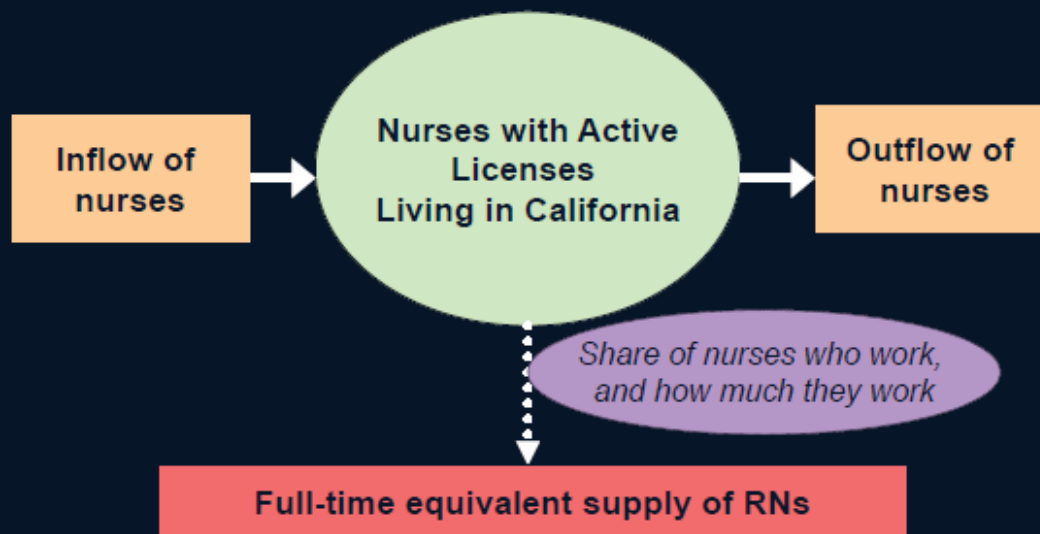 Inflow of
nurses
Nurses with Active
Licenses
Living in California
Outflow of
nurses
Share of nurses who work,
and how much they work
Full-time equivalent supply of RNs